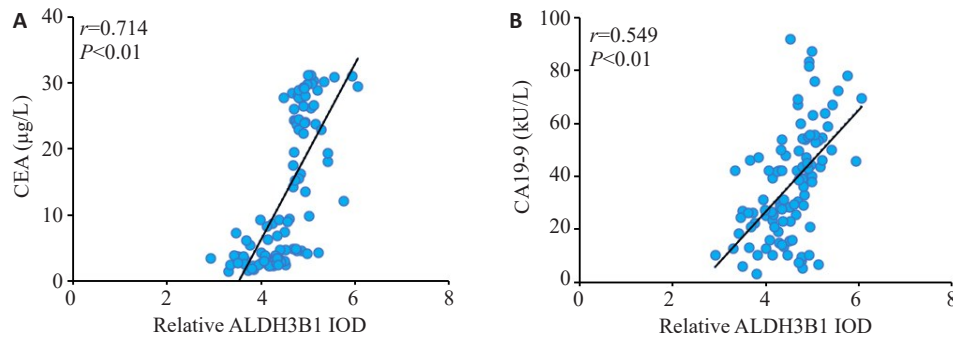 A
r=0.714
P<0.01
CEA (μg/L)
40
30
20
10
0
0 2 4 6 8
Relative ALDH3B1 IOD
B
r=0.549
P<0.01
CA19-9 (kU/L)
100
80
60
40
20
0
0 2 4 6 8
Relative ALDH3B1 IOD